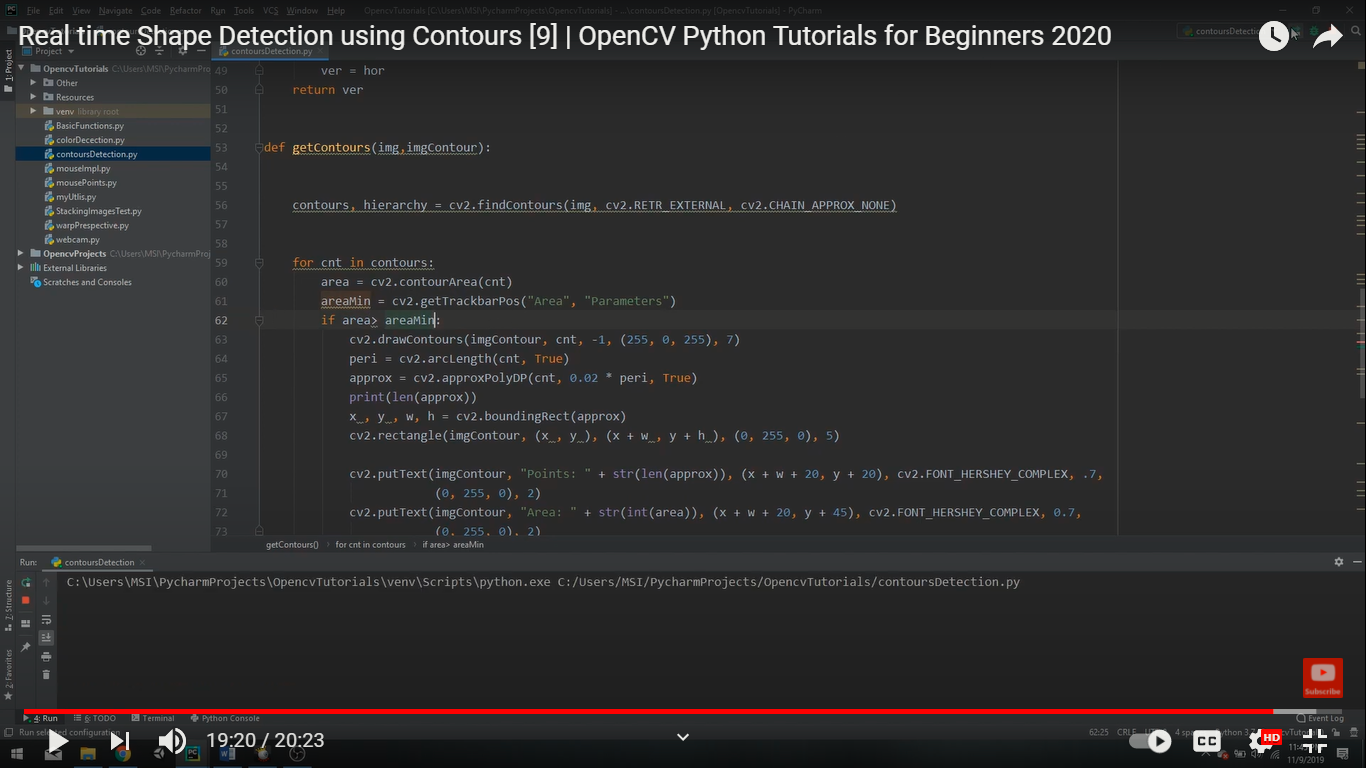 File Edit View Navigate Code Refactor Run Tools VCS Window Help OpencvTutorials [C:\Users\MSI\PycharmProjects\OpencvTutorials] - ...\contoursDetection.py [OpencvTutorials] - PyCharm
Real time Shape Detection using Contours [9] | OpenCV Python Tutorials for Beginners 2020
Project
contoursDetection.py
1: Project
OpencvTutorials C:\Users\MSI\PycharmProj
Other
Resources
venv library root
BasicFunctions.py
colorDecection.py
contoursDetection.py
mouseImpl.py
mousePoints.py
myUtlis.py
StackingImagesTest.py
warpPrespective.py
webcam.py
OpencvProjects C:\Users\MSI\PycharmProj
External Libraries
Scratches and Consoles
49 ver = hor
50 return ver
51
52
53 def getContours(img,imgContour):
54
55
56 contours, hierarchy = cv2.findContours(img, cv2.RETR_EXTERNAL, cv2.CHAIN_APPROX_NONE)
57
58
59 for cnt in contours:
60 area = cv2.contourArea(cnt)
61 areaMin = cv2.getTrackbarPos("Area", "Parameters")
62 if area> areaMin:
63 cv2.drawContours(imgContour, cnt, -1, (255, 0, 255), 7)
64 peri = cv2.arcLength(cnt, True)
65 approx = cv2.approxPolyDP(cnt, 0.02 * peri, True)
66 print(len(approx))
67 x , y , w, h = cv2.boundingRect(approx)
68 cv2.rectangle(imgContour, (x , y ), (x + w , y + h ), (0, 255, 0), 5)
69
70 cv2.putText(imgContour, "Points: " + str(len(approx)), (x + w + 20, y + 20), cv2.FONT_HERSHEY_COMPLEX, .7,
71 (0, 255, 0), 2)
72 cv2.putText(imgContour, "Area: " + str(int(area)), (x + w + 20, y + 45), cv2.FONT_HERSHEY_COMPLEX, 0.7,
73 (0, 255, 0), 2)
getContours() › for cnt in contours › if area> areaMin
Run: contoursDetection
C:\Users\MSI\PycharmProjects\OpencvTutorials\venv\Scripts\python.exe C:/Users/MSI/PycharmProjects/OpencvTutorials/contoursDetection.py
7: Structure
2: Favorites
Subscribe
4: Run 6: TODO Terminal Python Console
Event Log
62:25
19:20 / 20:23
CC
HD
11/9/2019